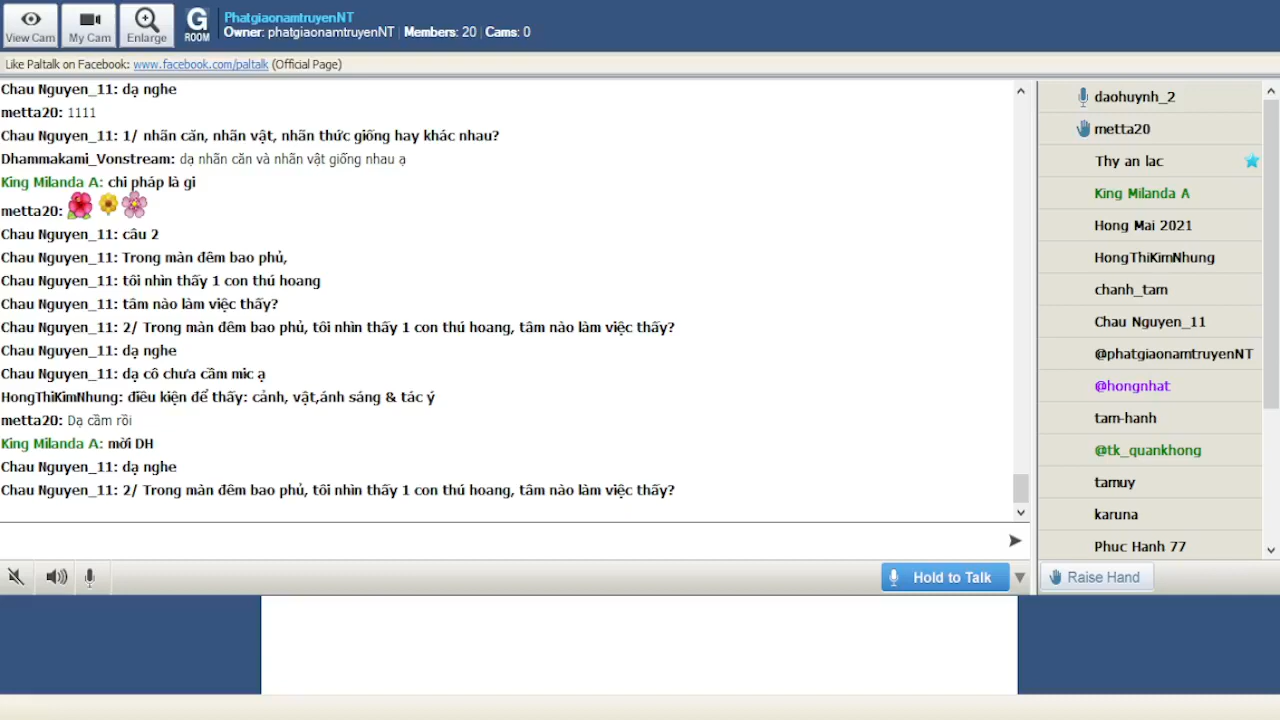 View Cam
My Cam
Enlarge
G
ROOM
PhatgiaonamtruyenNT
Owner: phatgiaonamtruyenNT | Members: 20 | Cams: 0
Like Paltalk on Facebook: www.facebook.com/paltalk (Official Page)
Chau Nguyen_11: dạ nghe
metta20: 1111
Chau Nguyen_11: 1/ nhãn căn, nhãn vật, nhãn thức giống hay khác nhau?
Dhammakami_Vonstream: dạ nhãn căn và nhãn vật giống nhau ạ
King Milanda A: chi pháp là gi
metta20:
Chau Nguyen_11: câu 2
Chau Nguyen_11: Trong màn đêm bao phủ,
Chau Nguyen_11: tôi nhìn thấy 1 con thú hoang
Chau Nguyen_11: tâm nào làm việc thấy?
Chau Nguyen_11: 2/ Trong màn đêm bao phủ, tôi nhìn thấy 1 con thú hoang, tâm nào làm việc thấy?
Chau Nguyen_11: dạ nghe
Chau Nguyen_11: dạ cô chưa cầm mic ạ
HongThiKimNhung: điều kiện để thấy: cảnh, vật,ánh sáng & tác ý
metta20: Dạ cầm rồi
King Milanda A: mời DH
Chau Nguyen_11: dạ nghe
Chau Nguyen_11: 2/ Trong màn đêm bao phủ, tôi nhìn thấy 1 con thú hoang, tâm nào làm việc thấy?
Hold to Talk
daohuynh_2
metta20
Thy an lac
King Milanda A
Hong Mai 2021
HongThiKimNhung
chanh_tam
Chau Nguyen_11
@phatgiaonamtruyenNT
@hongnhat
tam-hanh
@tk_quankhong
tamuy
karuna
Phuc Hanh 77
Raise Hand